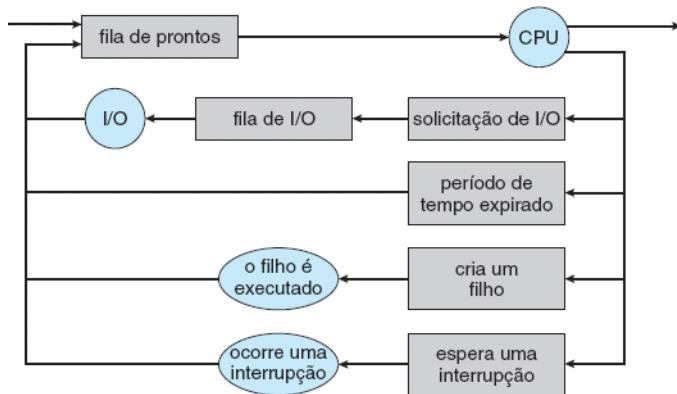 fila de prontos
CPU
I/O
fila de I/O
solicitação de I/O
período de
tempo expirado
o filho é
executado
cria um
filho
ocorre uma
interrupção
espera uma
interrupção